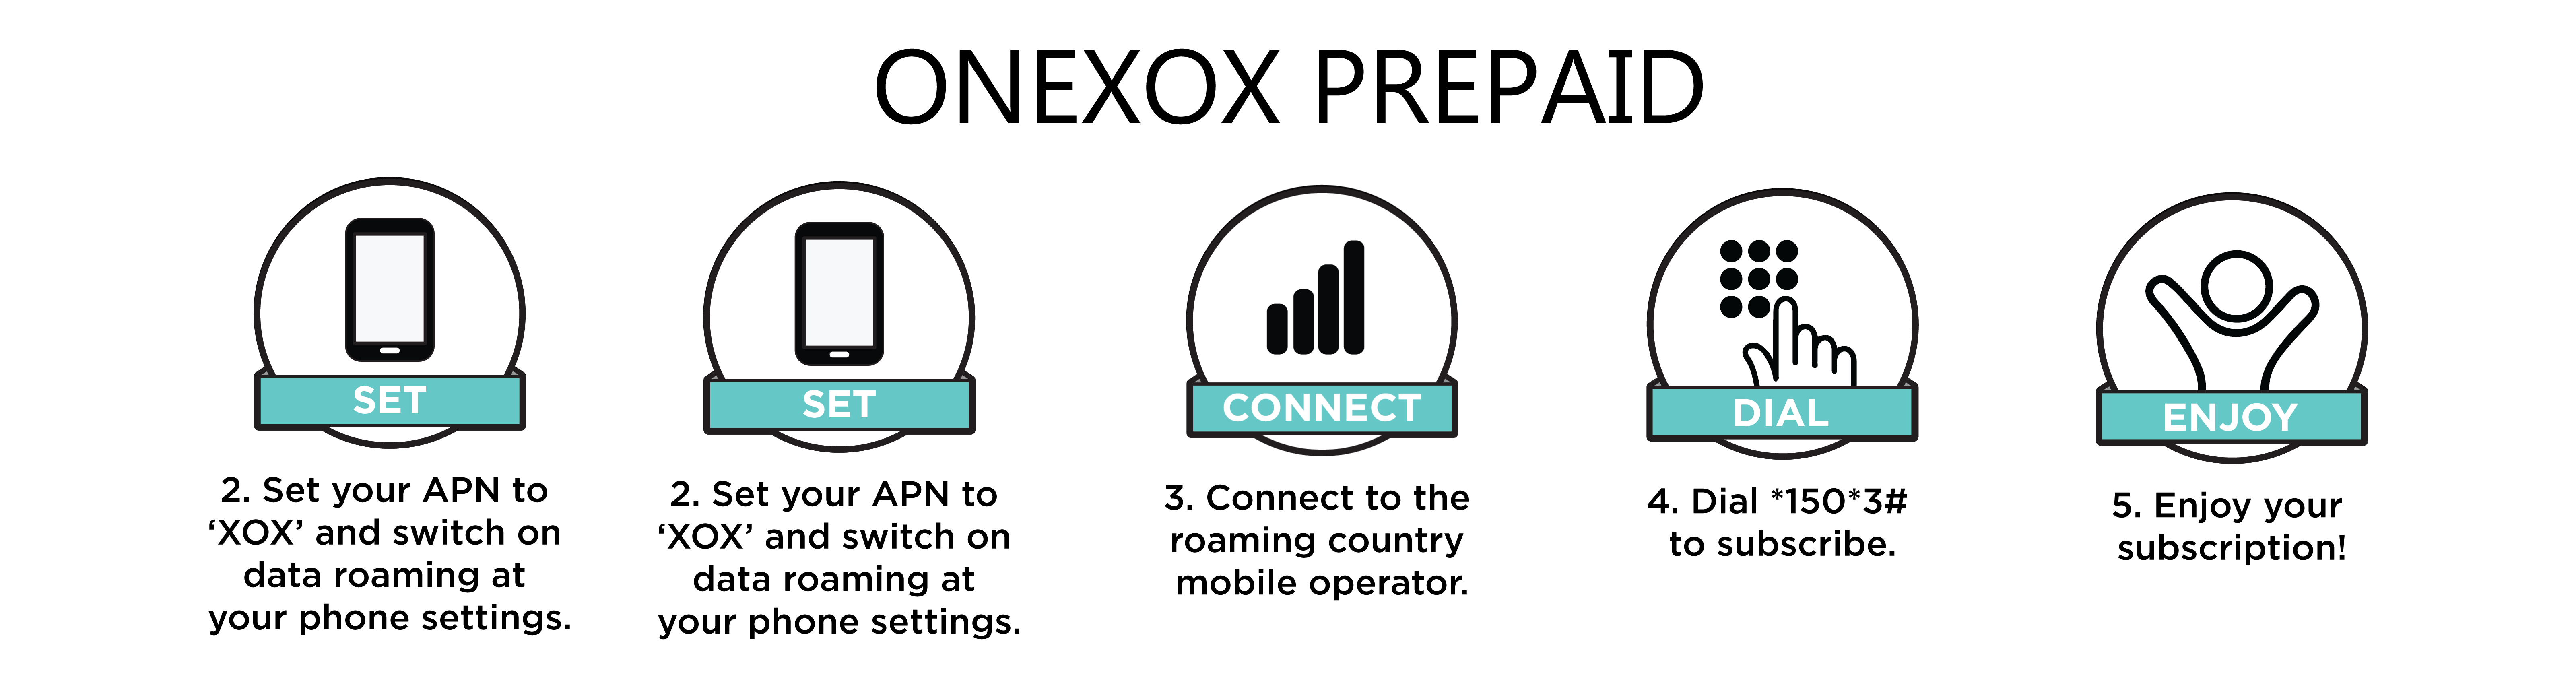 ONEXOX PREPAID
SET
2. Set your APN to
‘XOX’ and switch on
data roaming at
your phone settings.
SET
2. Set your APN to
‘XOX’ and switch on
data roaming at
your phone settings.
CONNECT
3. Connect to the
roaming country
mobile operator.
DIAL
4. Dial *150*3#
to subscribe.
ENJOY
5. Enjoy your
subscription!